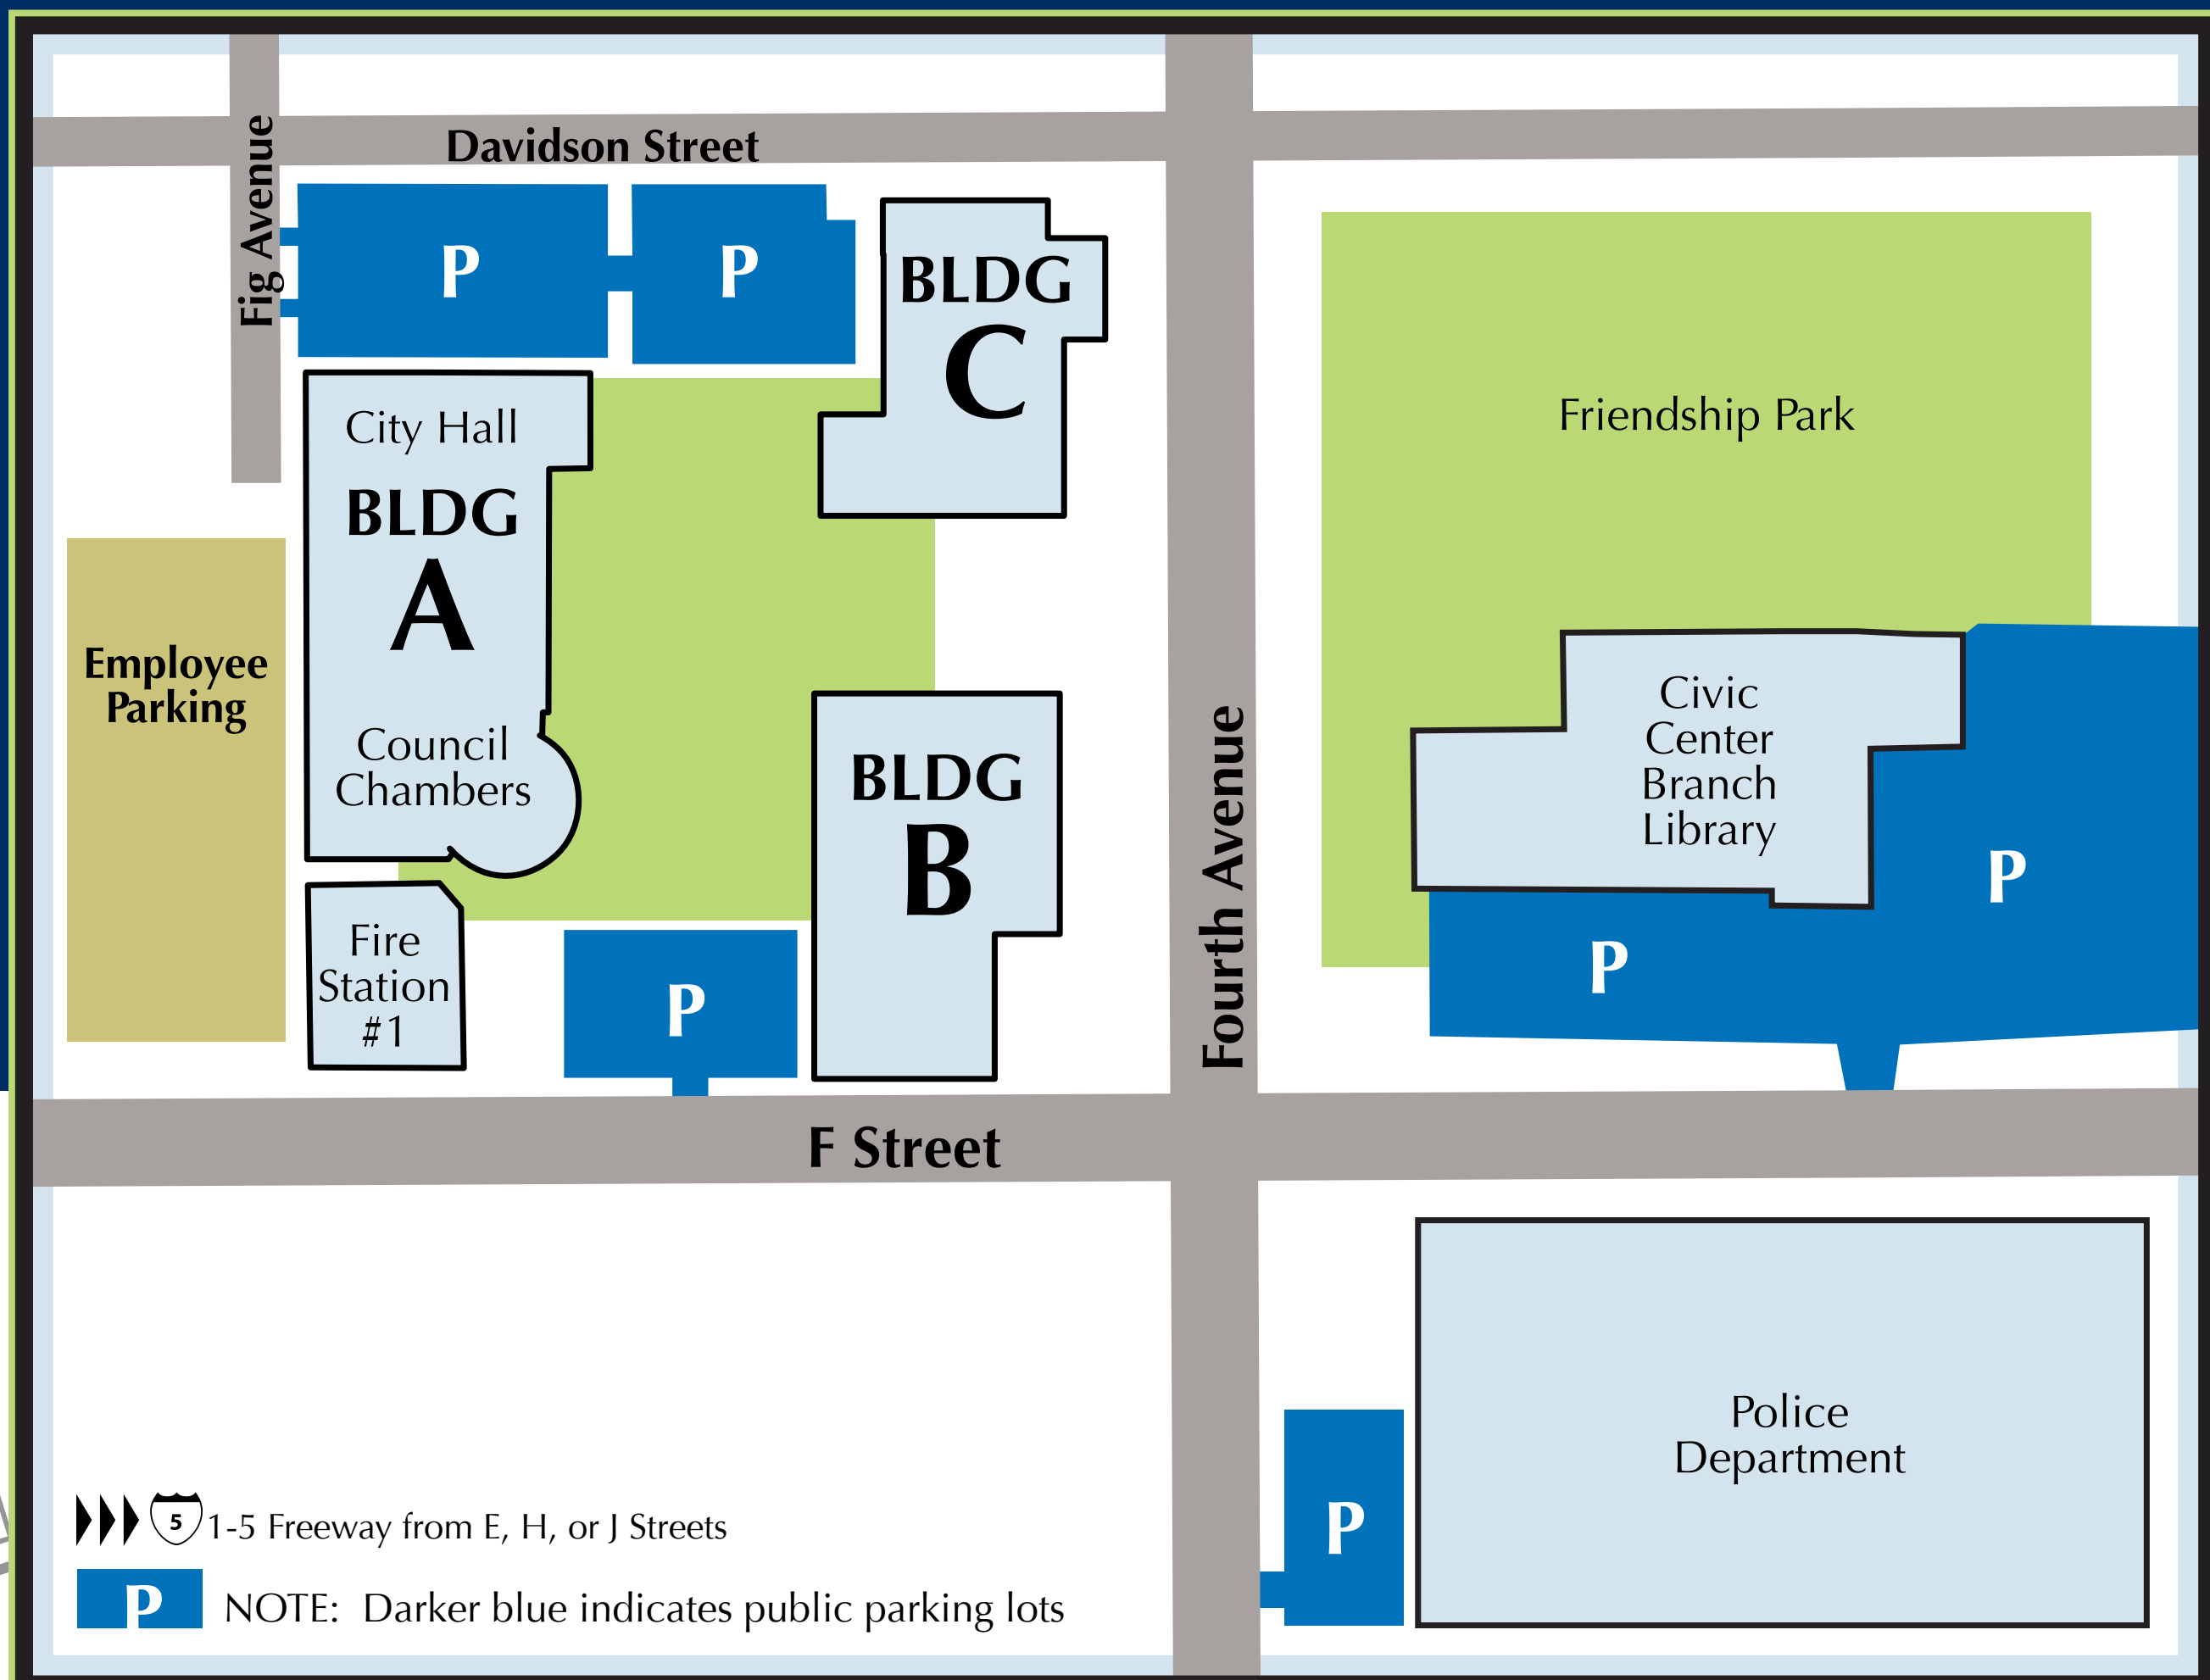 Fig Avenue
Davidson Street
P
P
BLDG
C
City Hall
BLDG
A
Council
Chambers
Employee
Parking
Fire
Station
#1
P
BLDG
B
Fourth Avenue
Friendship Park
Civic
Center
Branch
Library
P
P
F Street
Police
Department
P
5
1-5 Freeway from E, H, or J Streets
P
NOTE: Darker blue indicates public parking lots